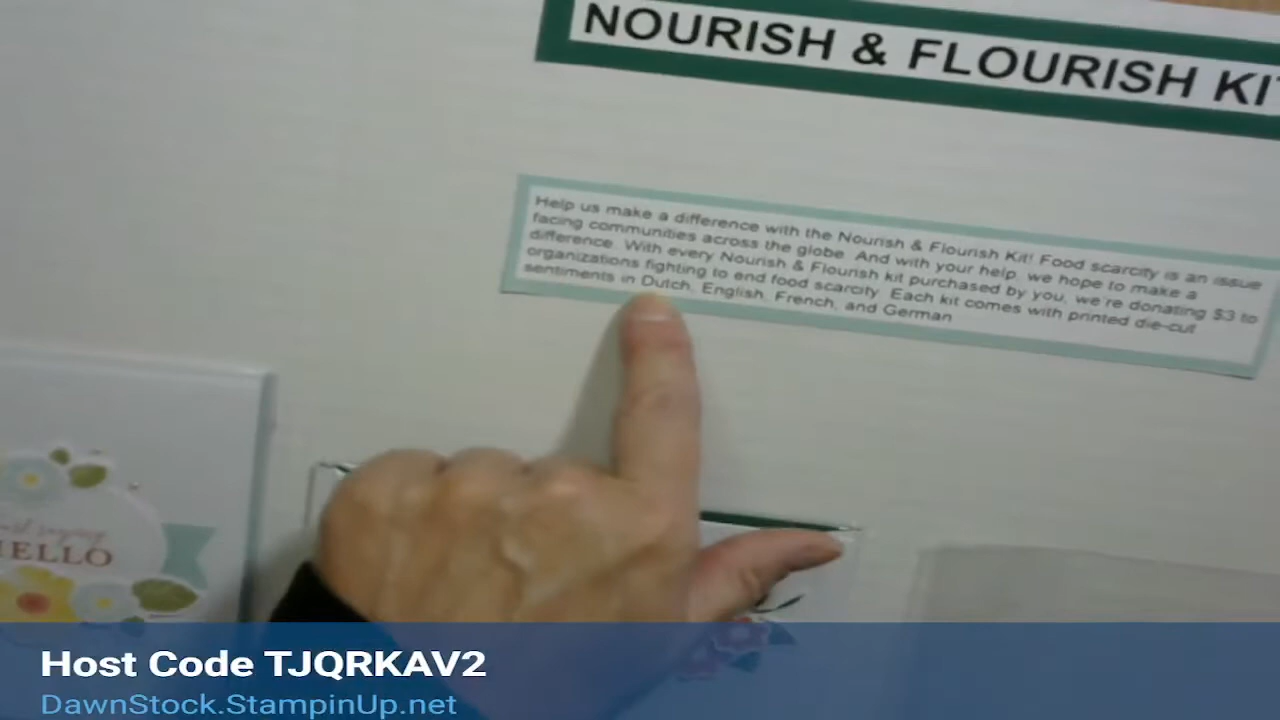 NOURISH & FLOURISH KI
Help us make a difference with the Nourish & Flourish Kit! Food scarcity is an issue
facing communities across the globe. And with your help, we hope to make a
difference. With every Nourish & Flourish kit purchased by you, we're donating $3 to
organizations fighting to end food scarcity. Each kit comes with printed die-cut
sentiments in Dutch, English, French, and German
HELLO
Host Code TJQRKAV2
DawnStock.StampinUp.net